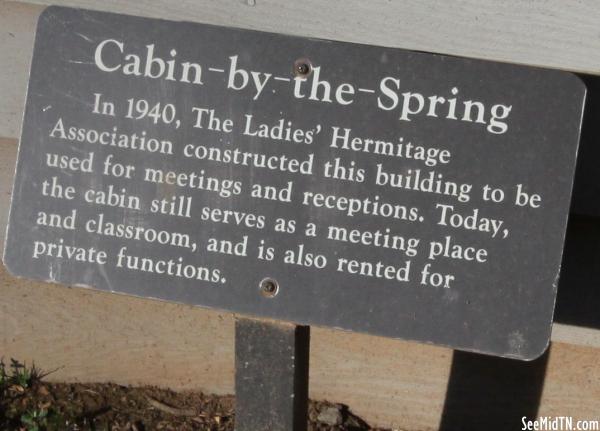 Cabin-by-the-Spring
In 1940, The Ladies' Hermitage
Association constructed this building to be
used for meetings and receptions. Today,
the cabin still serves as a meeting place
and classroom, and is also rented for
private functions.
SeeMidTN.com